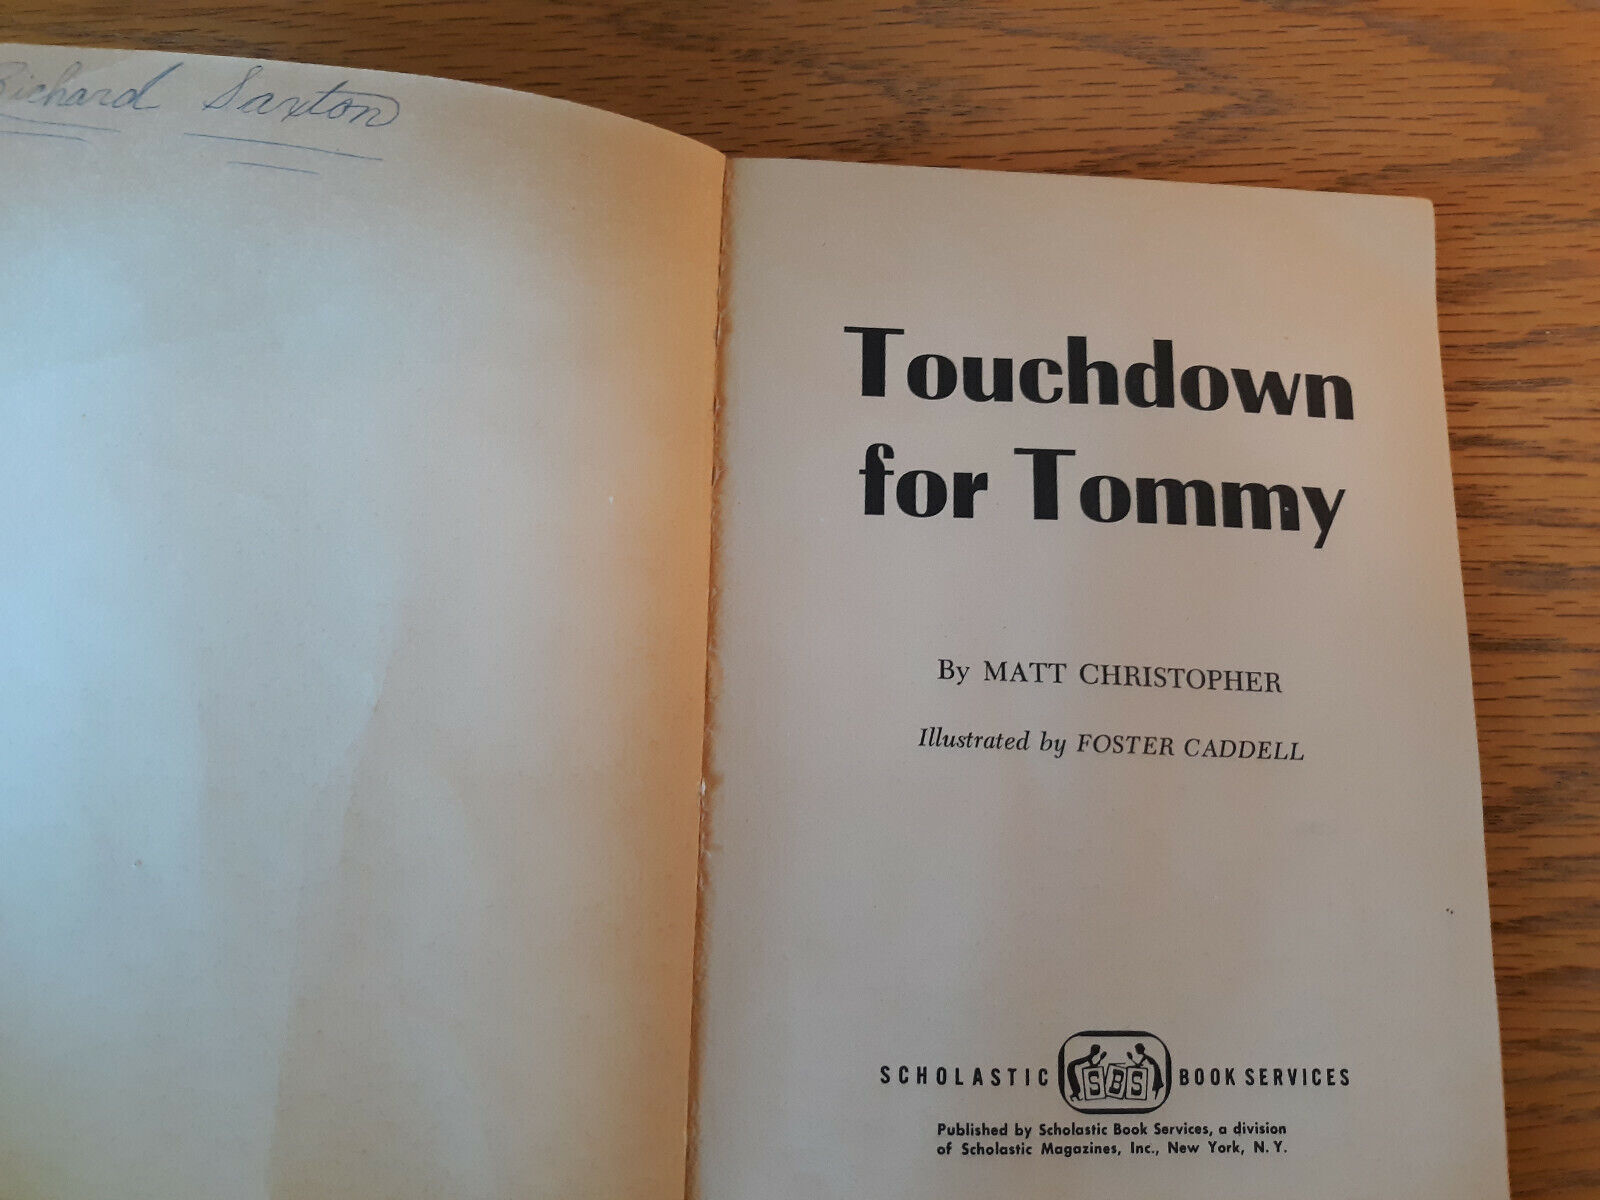 Richard Saxton
Touchdown
for Tommy
By MATT CHRISTOPHER
Illustrated by FOSTER CADDELL
SCHOLASTIC SBS BOOK SERVICES
Published by Scholastic Book Services, a division
of Scholastic Magazines, Inc., New York, N. Y.